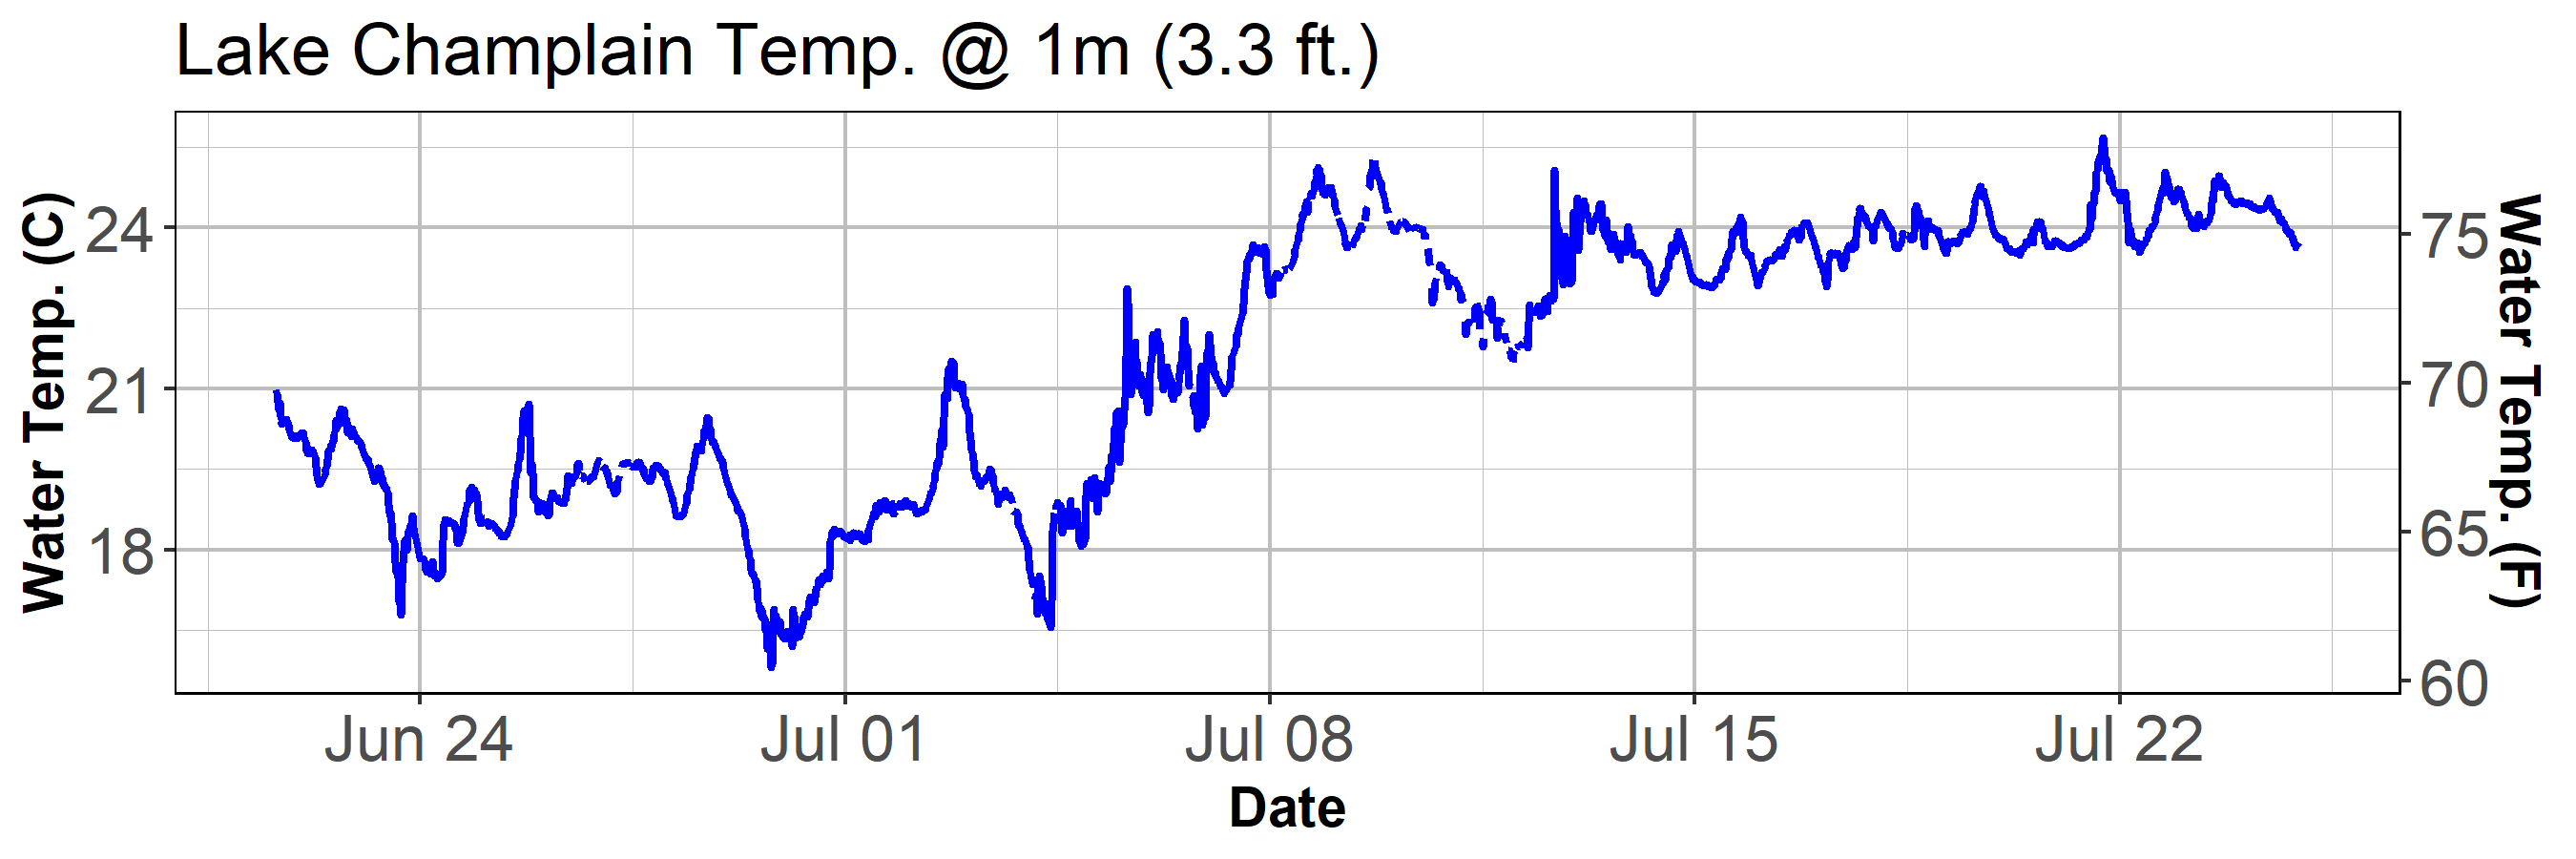 Lake Champlain Temp. @ 1m (3.3 ft.)
Water Temp. (C)
24
21
18
75
70
65
60
Water Temp. (F)
Jun 24
Jul 01
Jul 08
Jul 15
Jul 22
Date